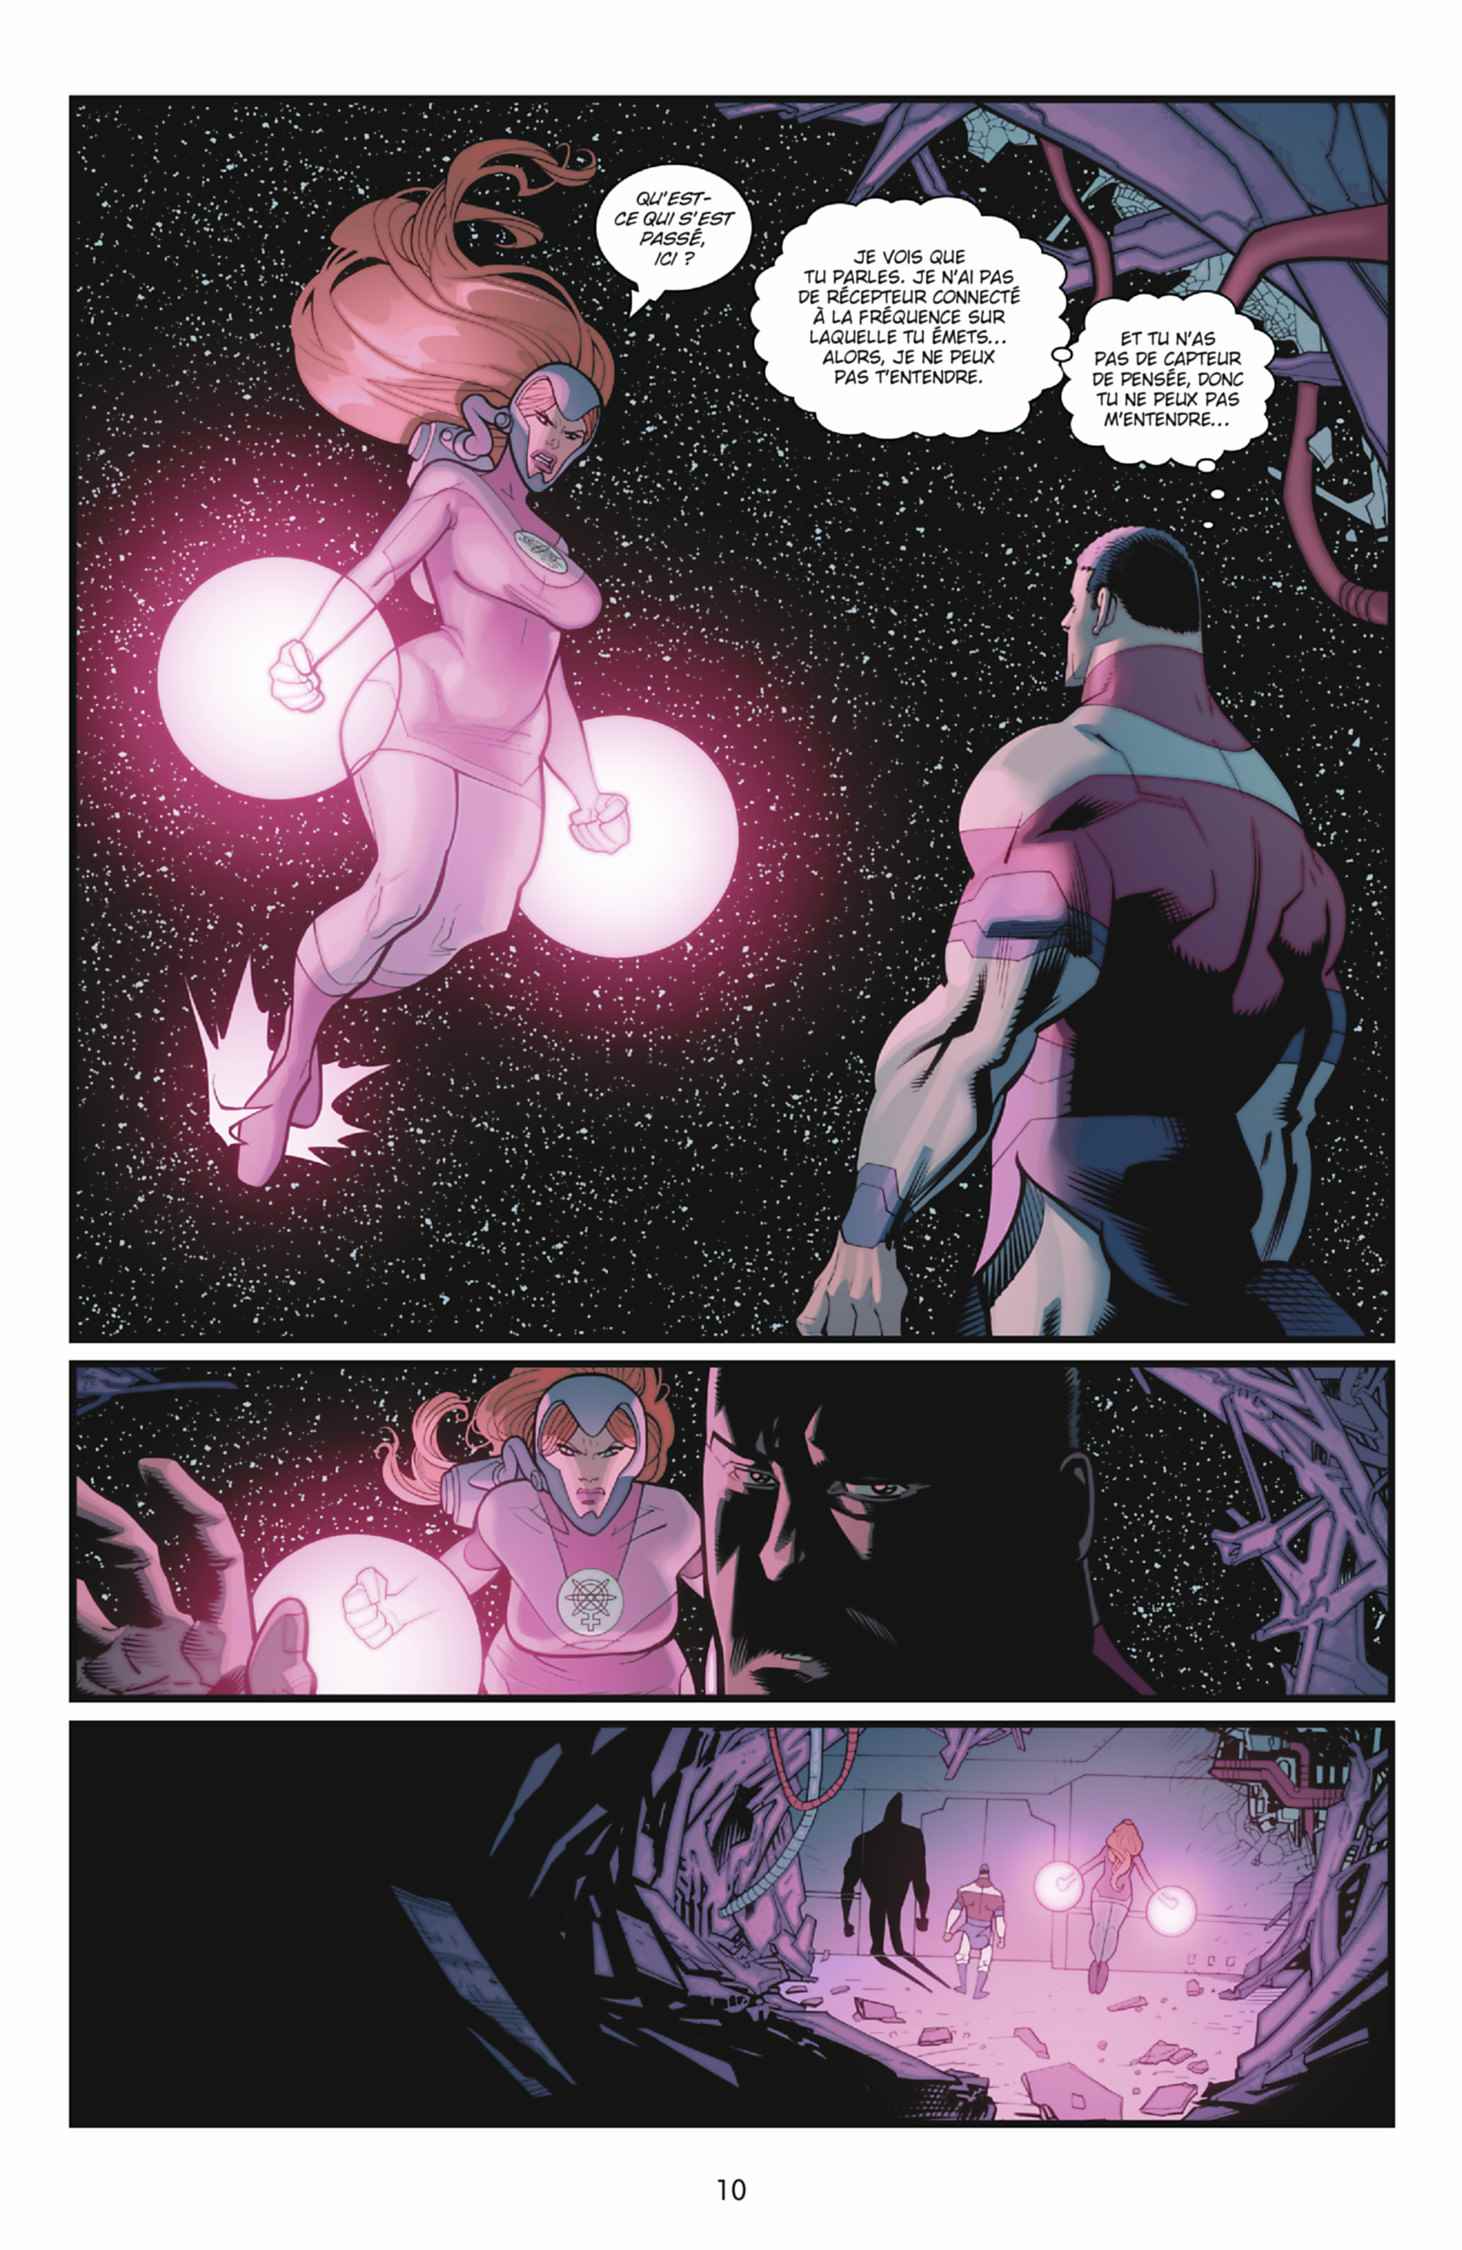 QU'EST-
CE QUI S'EST
PASSÉ,
ICI ?
JE VOIS QUE
TU PARLES. JE N'AI PAS
DE RÉCEPTEUR CONNECTÉ
À LA FRÉQUENCE SUR
LAQUELLE TU ÉMETS...
ALORS, JE NE PEUX
PAS T'ENTENDRE.
ET TU N'AS
PAS DE CAPTEUR
DE PENSÉE, DONC
TU NE PEUX PAS
M'ENTENDRE...
10